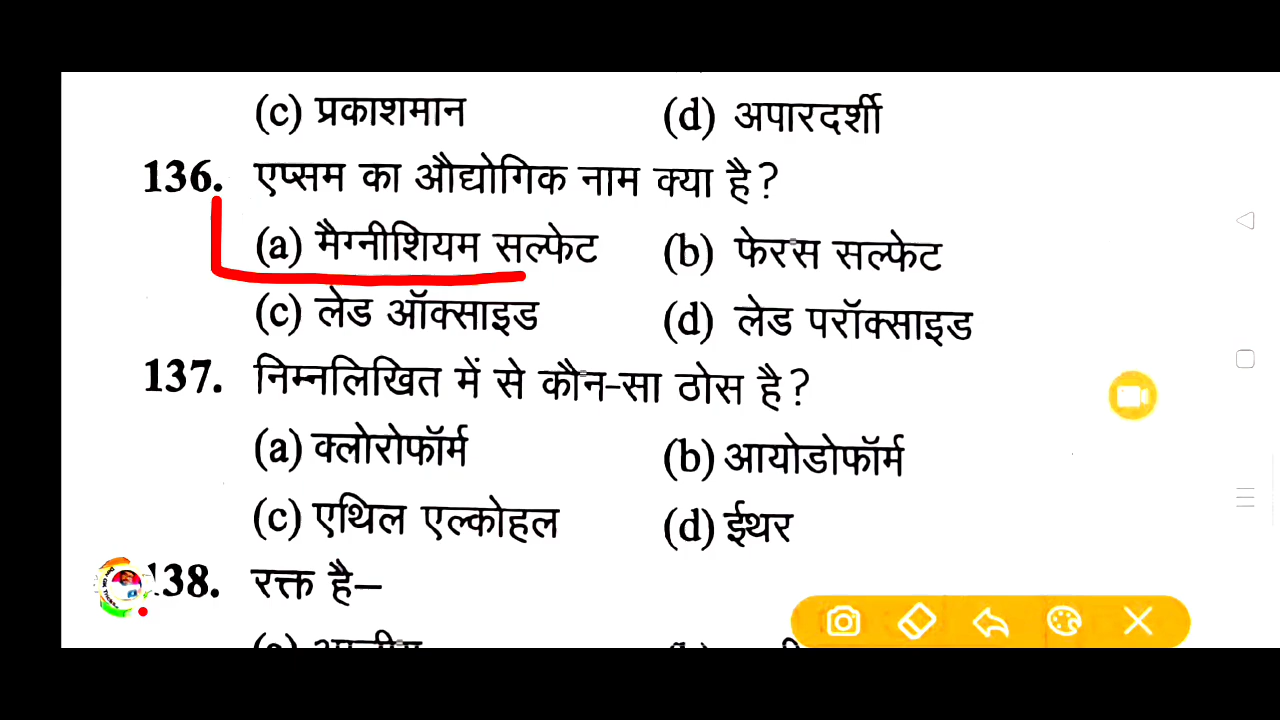 (c) प्रकाशमान (d) अपारदर्शी
136. एप्सम का औद्योगिक नाम क्या है?
(a) मैग्नीशियम सल्फेट (b) फेरस सल्फेट
(c) लेड ऑक्साइड (d) लेड परॉक्साइड
137. निम्नलिखित में से कौन-सा ठोस है?
(a) क्लोरोफॉर्म (b) आयोडोफॉर्म
(c) एथिल एल्कोहल (d) ईथर
138. रक्त है–